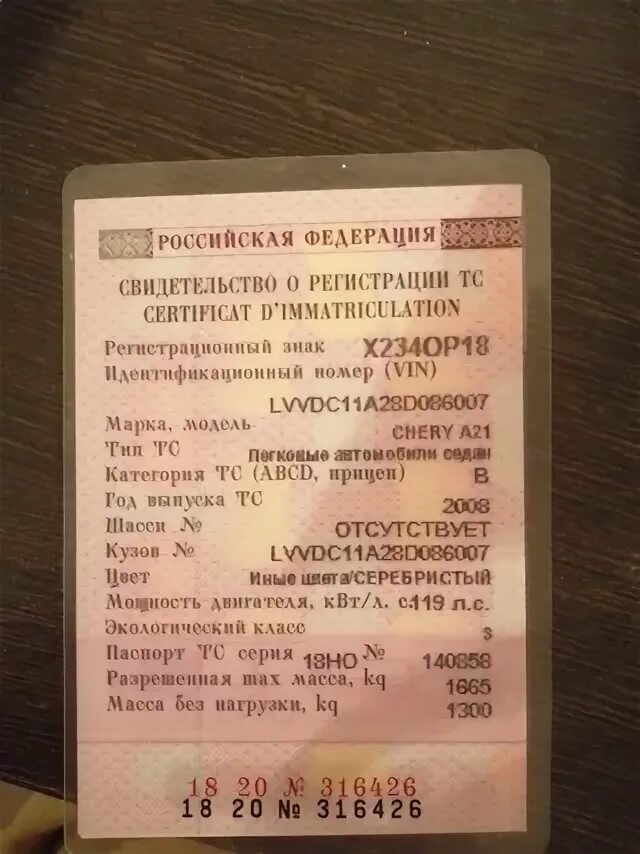 РОССИЙСКАЯ ФЕДЕРАЦИЯ
СВИДЕТЕЛЬСТВО О РЕГИСТРАЦИИ ТС
CERTIFICAT D'IMMATRICULATION
Регистрационный знак Х234ОР18
Идентификационный номер (VIN)
LVVDC11A28D086007
Марка, модель CHERY A21
Тип ТС Легковые автомобили седан
Категория ТС (ABCD, прицеп) B
Год выпуска ТС 2008
Шасси № ОТСУТСТВУЕТ
Кузов № LVVDC11A28D086007
Цвет Иные цвета/СЕРЕБРИСТЫЙ
Мощность двигателя, кВт/л. с.119 л.с.
Экологический класс
Паспорт ТС серия 18НО № 140858
Разрешенная max масса, kg 1665
Масса без нагрузки, kg 1300
18 20 № 316426
18 20 № 316426